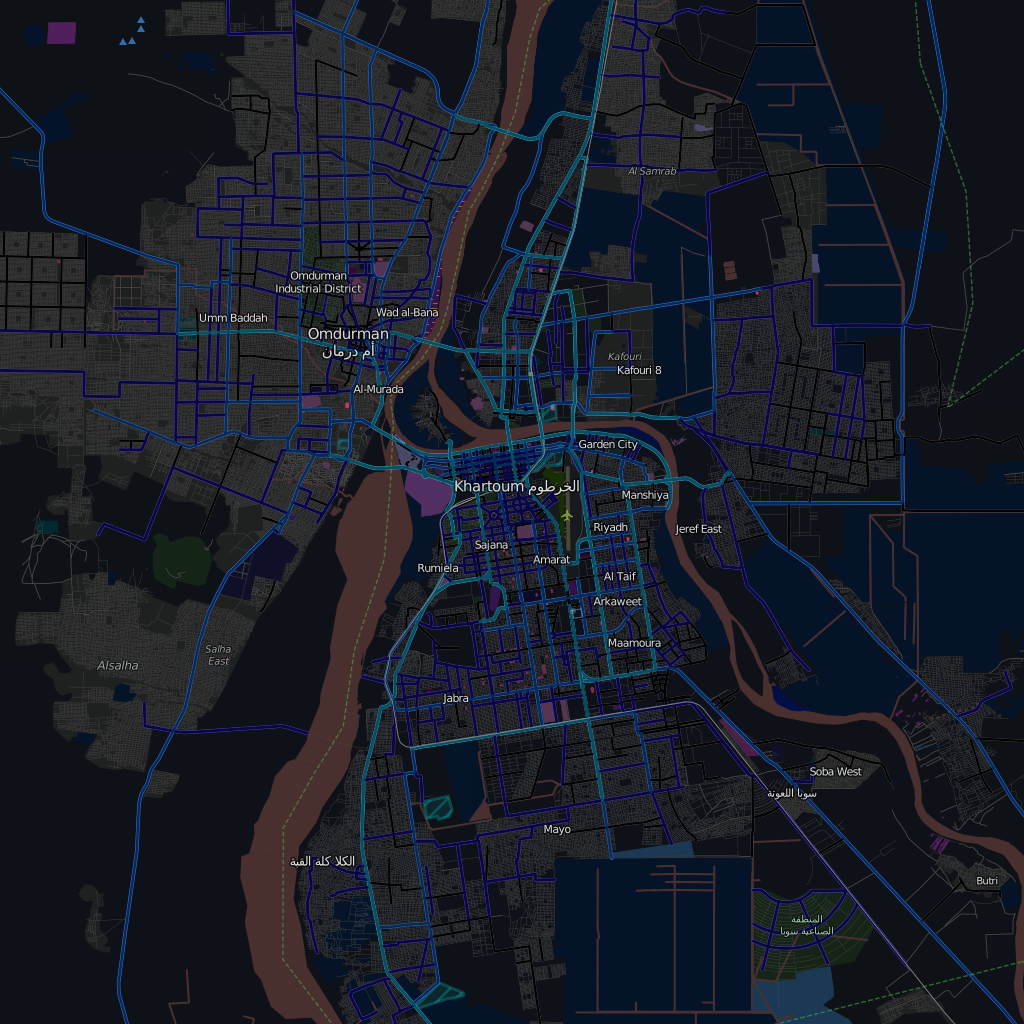 Al Samrab
Omdurman
Industrial District
Wad al-Bana
Umm Baddah
Omdurman
أم درمان
Kafouri
Kafouri 8
Al-Murada
Garden City
Khartoum الخرطوم
Manshiya
Riyadh
Jeref East
Sajana
Amarat
Rumiela
Al Taif
Arkaweet
Maamoura
Salha
East
Alsalha
Jabra
Soba West
سوبا اللعوتة
Mayo
الكلا كلة القبة
Butri
المنطقة
الصناعية سوبا